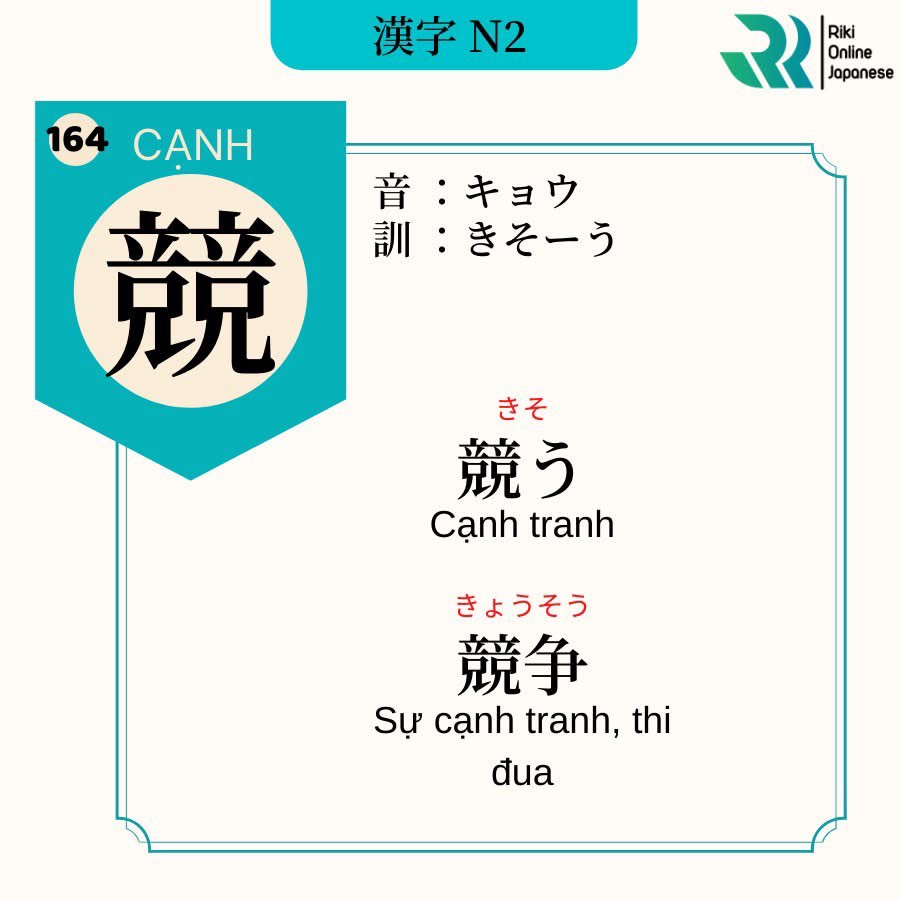 漢字 N2
Riki
Online
Japanese
164
CẠNH
競
音 ：キョウ
訓 ：きそーう
きそ
競う
Cạnh tranh
きょうそう
競争
Sự cạnh tranh, thi
đua